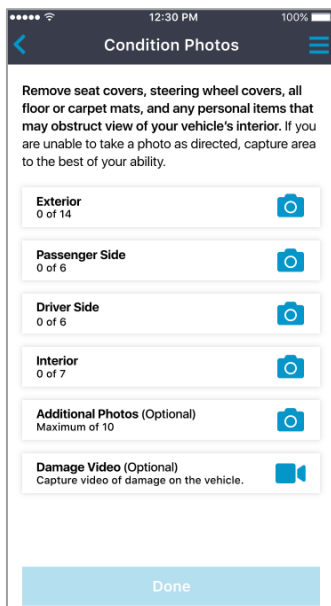 12:30 PM
100%
Condition Photos
Remove seat covers, steering wheel covers, all
floor or carpet mats, and any personal items that
may obstruct view of your vehicle's interior. If you
are unable to take a photo as directed, capture area
to the best of your ability.
Exterior
0 of 14
Passenger Side
0 of 6
Driver Side
0 of 6
Interior
0 of 7
Additional Photos (Optional)
Maximum of 10
Damage Video (Optional)
Capture video of damage on the vehicle.
Done